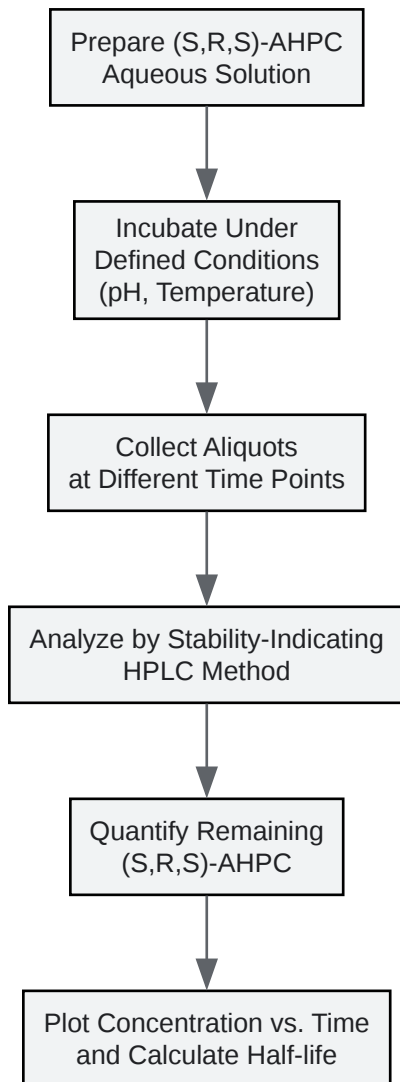 Prepare (S,R,S)-AHPC
Aqueous Solution
Incubate Under
Defined Conditions
(pH, Temperature)
Collect Aliquots
at Different Time Points
Analyze by Stability-Indicating
HPLC Method
Quantify Remaining
(S,R,S)-AHPC
Plot Concentration vs. Time
and Calculate Half-life